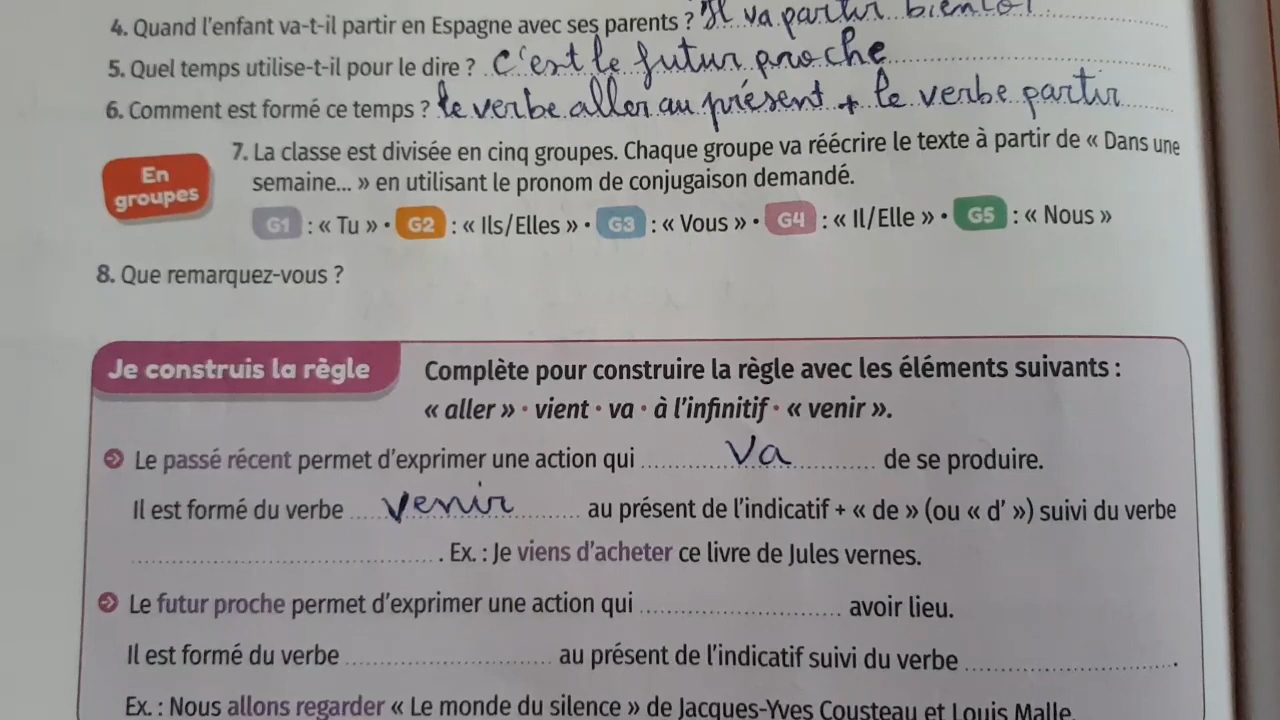 4. Quand l'enfant va-t-il partir en Espagne avec ses parents ? Il va partir bientôt
5. Quel temps utilise-t-il pour le dire ? c'est le futur proche
6. Comment est formé ce temps ? le verbe aller au présent + le verbe partir
En groupes
7. La classe est divisée en cinq groupes. Chaque groupe va réécrire le texte à partir de « Dans une
semaine... » en utilisant le pronom de conjugaison demandé.
G1 : « Tu » • G2 : « Ils/Elles » • G3 : « Vous » • G4 : « Il/Elle » • G5 : « Nous »
8. Que remarquez-vous ?
Je construis la règle
Complète pour construire la règle avec les éléments suivants :
« aller » • vient • va • à l'infinitif • « venir ».
Le passé récent permet d'exprimer une action qui va de se produire.
Il est formé du verbe venir au présent de l'indicatif + « de » (ou « d' ») suivi du verbe
. Ex. : Je viens d'acheter ce livre de Jules vernes.
Le futur proche permet d'exprimer une action qui avoir lieu.
Il est formé du verbe au présent de l'indicatif suivi du verbe .
Ex. : Nous allons regarder « Le monde du silence » de Jacques-Yves Cousteau et Louis Malle.